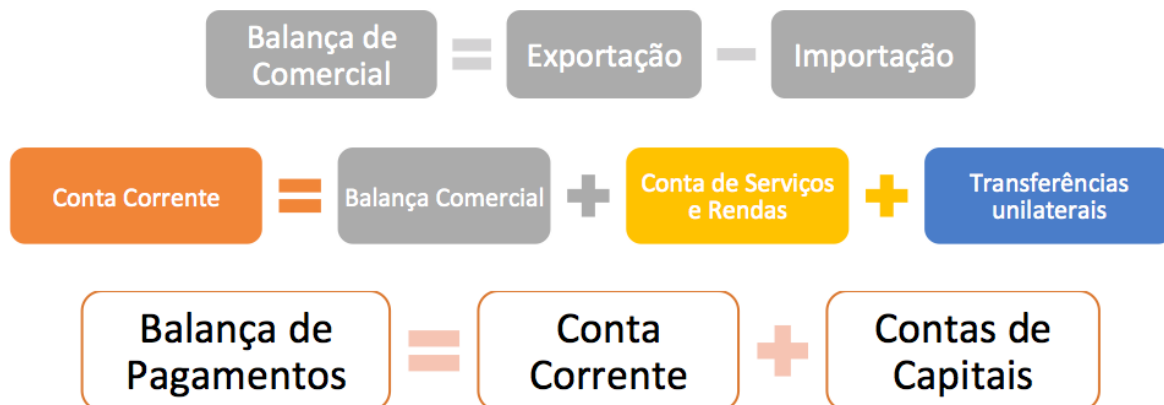 Balança de
Comercial
=
Exportação
−
Importação
Conta Corrente
=
Balança Comercial
+
Conta de Serviços
e Rendas
+
Transferências
unilaterais
Balança de
Pagamentos
=
Conta
Corrente
+
Contas de
Capitais